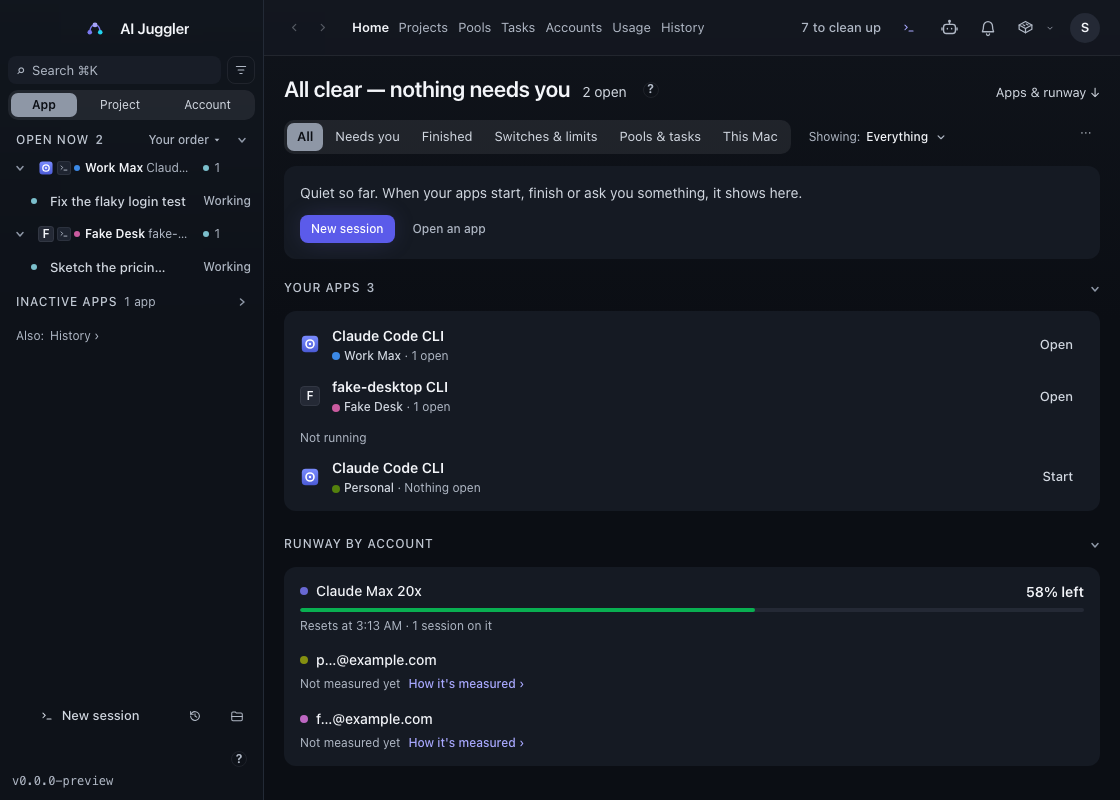 AI Juggler
Search ⌘K
App Project Account
OPEN NOW 2 Your order
Work Max Claud... 1
Fix the flaky login test Working
F Fake Desk fake-... 1
Sketch the pricin... Working
INACTIVE APPS 1 app
Also: History ›
New session
?
v0.0.0-preview
Home Projects Pools Tasks Accounts Usage History 7 to clean up S
All clear — nothing needs you 2 open ? Apps & runway ↓
All Needs you Finished Switches & limits Pools & tasks This Mac Showing: Everything ...
Quiet so far. When your apps start, finish or ask you something, it shows here.
New session Open an app
YOUR APPS 3
Claude Code CLI
Work Max · 1 open
Open
F fake-desktop CLI
Fake Desk · 1 open
Open
Not running
Claude Code CLI
Personal · Nothing open
Start
RUNWAY BY ACCOUNT
Claude Max 20x 58% left
Resets at 3:13 AM · 1 session on it
p...@example.com
Not measured yet How it's measured ›
f...@example.com
Not measured yet How it's measured ›